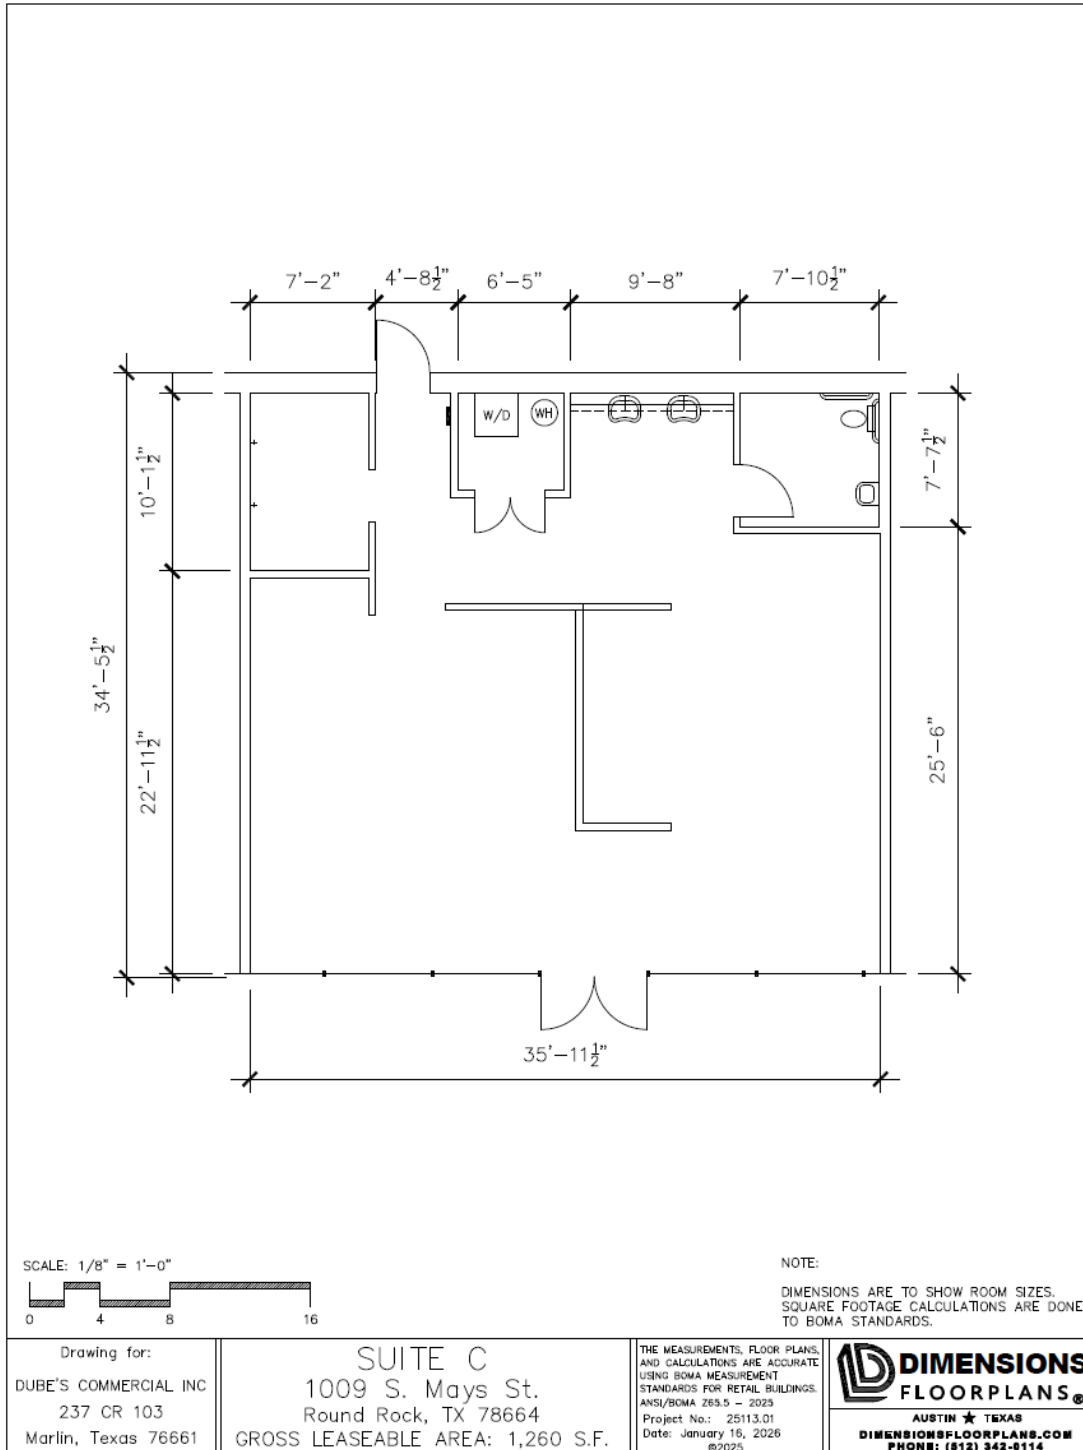 7'-2" 4'-8½" 6'-5" 9'-8" 7'-10½"
W/D WH
10'-1½"
7'-7½"
34'-5½"
22'-11½"
25'-6"
35'-11½"
SCALE: 1/8" = 1'-0"
0 4 8 16
NOTE:
DIMENSIONS ARE TO SHOW ROOM SIZES.
SQUARE FOOTAGE CALCULATIONS ARE DONE
TO BOMA STANDARDS.
Drawing for:
DUBE'S COMMERCIAL INC
237 CR 103
Marlin, Texas 76661
SUITE C
1009 S. Mays St.
Round Rock, TX 78664
GROSS LEASEABLE AREA: 1,260 S.F.
THE MEASUREMENTS, FLOOR PLANS,
AND CALCULATIONS ARE ACCURATE
USING BOMA MEASUREMENT
STANDARDS FOR RETAIL BUILDINGS.
ANSI/BOMA Z65.5 - 2025
Project No.: 25113.01
Date: January 16, 2026
©2025
DIMENSIONS
FLOORPLANS®
AUSTIN ★ TEXAS
DIMENSIONSFLOORPLANS.COM
PHONE: (512) 342-0114